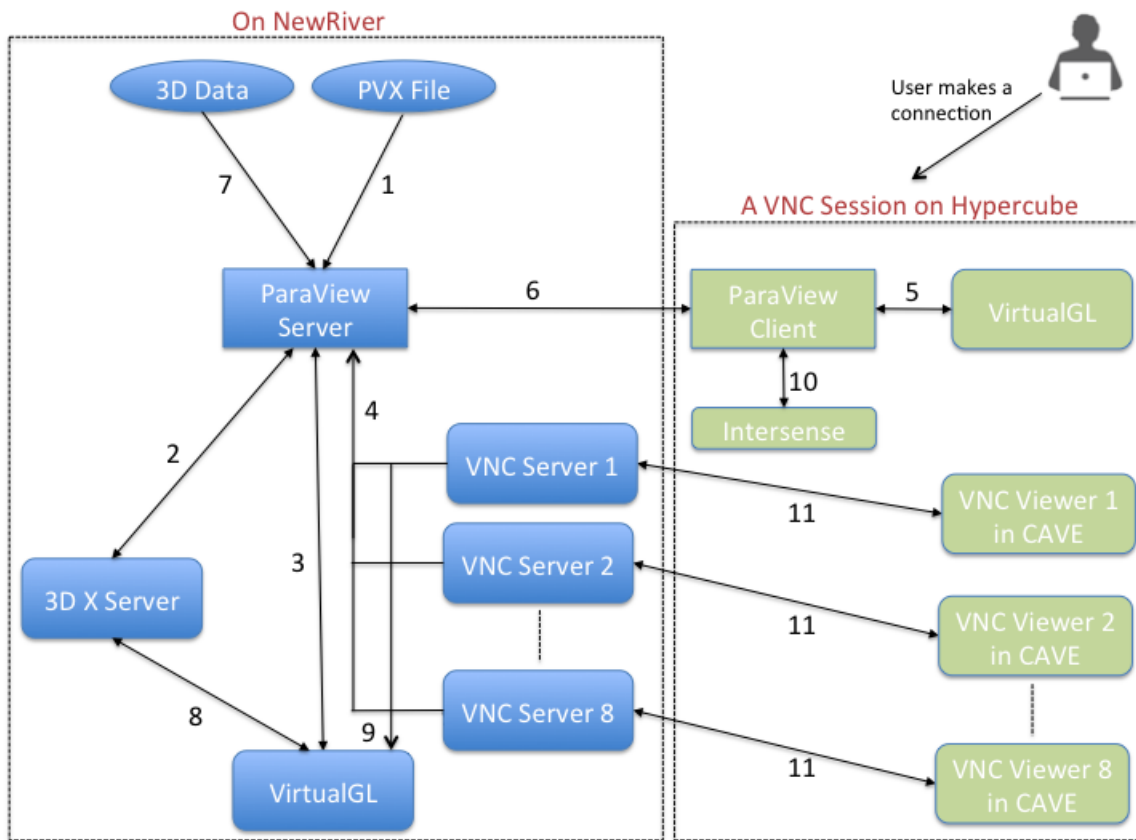 On NewRiver
3D Data
PVX File
User makes a
connection
7
1
A VNC Session on Hypercube
ParaView
Server
6
ParaView
Client
5
VirtualGL
10
Intersense
4
2
VNC Server 1
11
VNC Viewer 1
in CAVE
3
VNC Server 2
3D X Server
11
VNC Viewer 2
in CAVE
8
9
VNC Server 8
11
VirtualGL
VNC Viewer 8
in CAVE